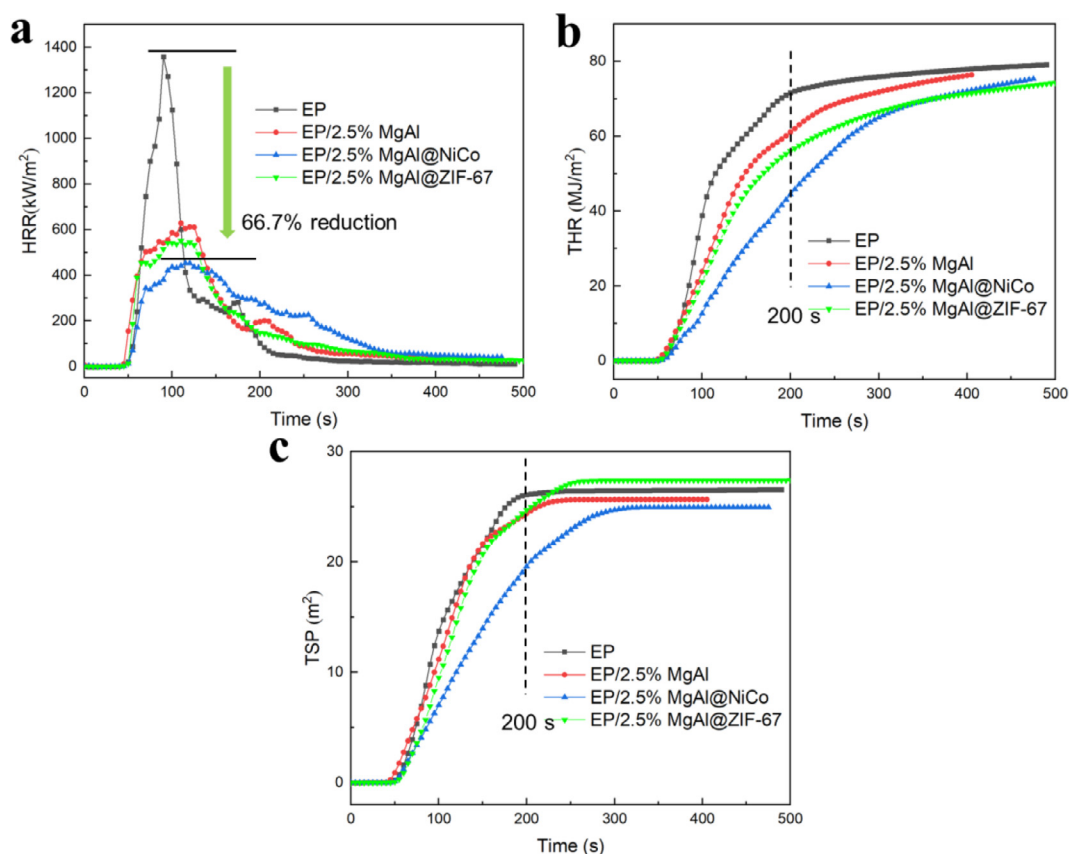 a
HRR(kW/m²)
1400
1200
1000
800
600
400
200
0
EP
EP/2.5% MgAl
EP/2.5% MgAl@NiCo
EP/2.5% MgAl@ZIF-67
66.7% reduction
0 100 200 300 400 500
Time (s)
b
THR (MJ/m²)
80
60
40
20
0
EP
EP/2.5% MgAl
EP/2.5% MgAl@NiCo
EP/2.5% MgAl@ZIF-67
200 s
0 100 200 300 400 500
Time (s)
c
TSP (m²)
30
20
10
0
EP
EP/2.5% MgAl
EP/2.5% MgAl@NiCo
EP/2.5% MgAl@ZIF-67
200 s
0 100 200 300 400 500
Time (s)